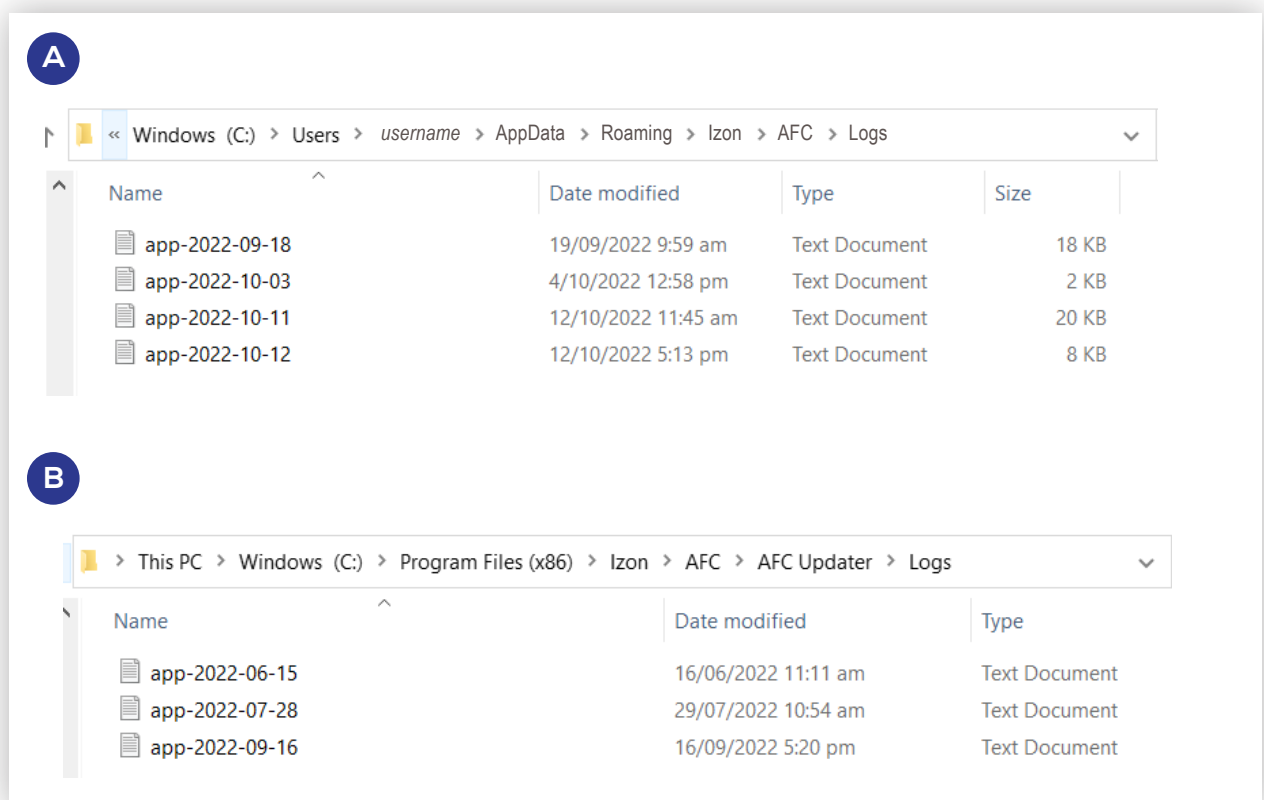 A
« Windows (C:) > Users > username > AppData > Roaming > Izon > AFC > Logs
Name Date modified Type Size
app-2022-09-18 19/09/2022 9:59 am Text Document 18 KB
app-2022-10-03 4/10/2022 12:58 pm Text Document 2 KB
app-2022-10-11 12/10/2022 11:45 am Text Document 20 KB
app-2022-10-12 12/10/2022 5:13 pm Text Document 8 KB
B
> This PC > Windows (C:) > Program Files (x86) > Izon > AFC > AFC Updater > Logs
Name Date modified Type
app-2022-06-15 16/06/2022 11:11 am Text Document
app-2022-07-28 29/07/2022 10:54 am Text Document
app-2022-09-16 16/09/2022 5:20 pm Text Document